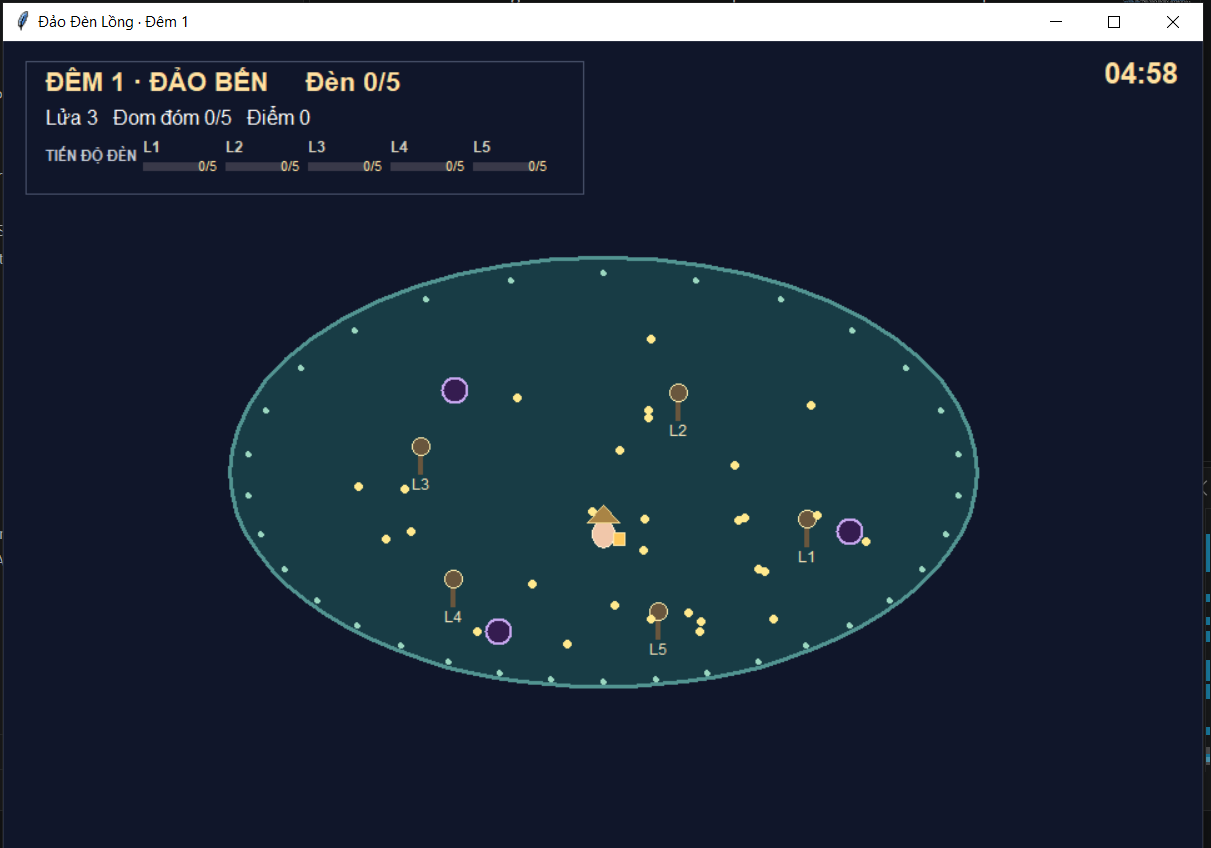 Đảo Đèn Lồng · Đêm 1
ĐÊM 1 · ĐẢO BẾN Đèn 0/5
04:58
Lửa 3 Đom đóm 0/5 Điểm 0
TIẾN ĐỘ ĐÈN L1 0/5 L2 0/5 L3 0/5 L4 0/5 L5 0/5
L2
L3
L1
L4
L5